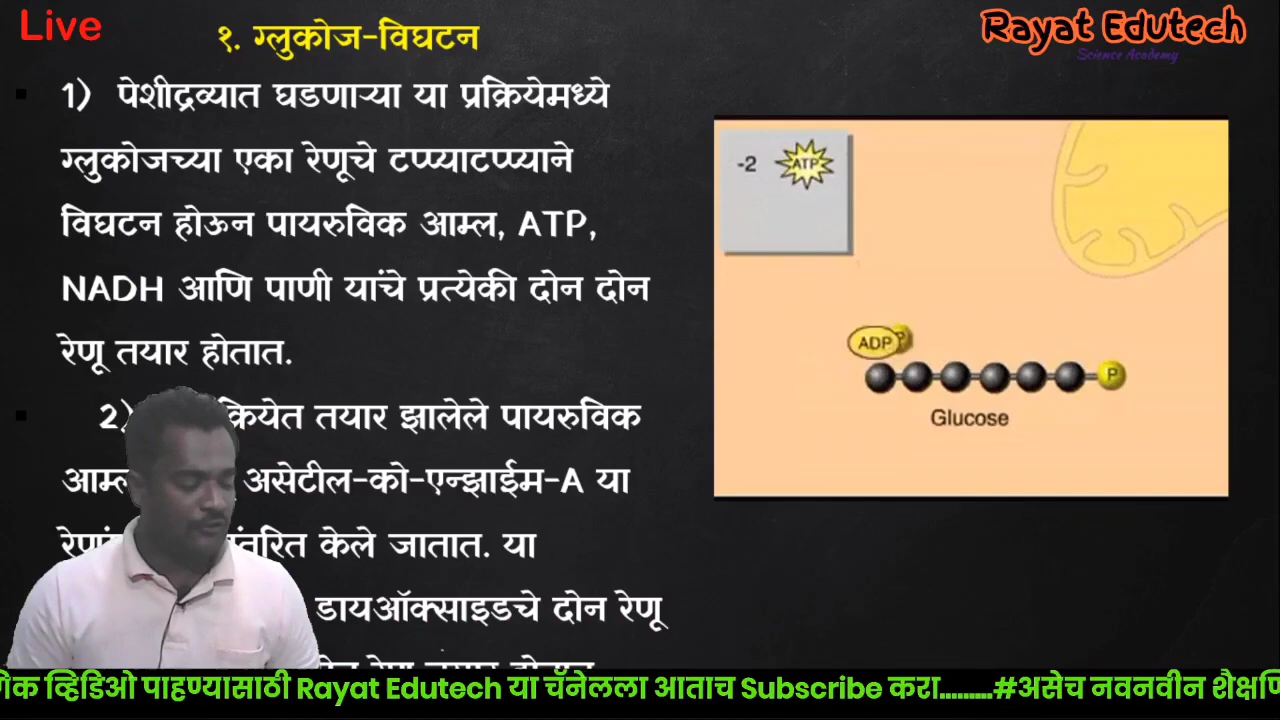 Live
१. ग्लुकोज-विघटन
Rayat Edutech
Science Academy
1) पेशीद्रव्यात घडणाऱ्या या प्रक्रियेमध्ये
ग्लुकोजच्या एका रेणूचे टप्प्याटप्प्याने
विघटन होऊन पायरुविक आम्ल, ATP,
NADH आणि पाणी यांचे प्रत्येकी दोन दोन
रेणू तयार होतात.
2) क्रियेत तयार झालेले पायरुविक
आम्ल असेटील-को-एन्झाईम-A या
केले जातात. या
डायऑक्साइडचे दोन रेणू
-2 ATP
ADP P
P
Glucose
व्हिडिओ पाहण्यासाठी Rayat Edutech या चॅनेलला आताच Subscribe करा.........#असेच नवनवीन